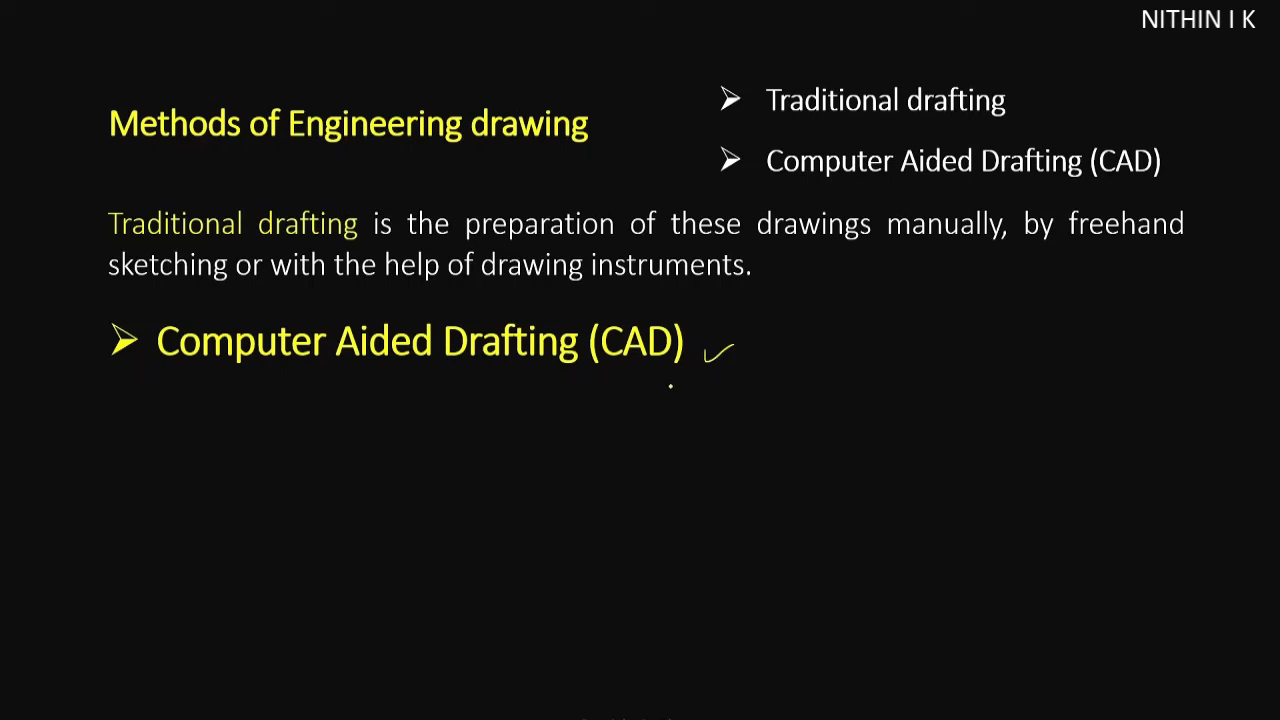 NITHIN I K
Methods of Engineering drawing
➢ Traditional drafting
➢ Computer Aided Drafting (CAD)
Traditional drafting is the preparation of these drawings manually, by freehand
sketching or with the help of drawing instruments.
➢ Computer Aided Drafting (CAD)